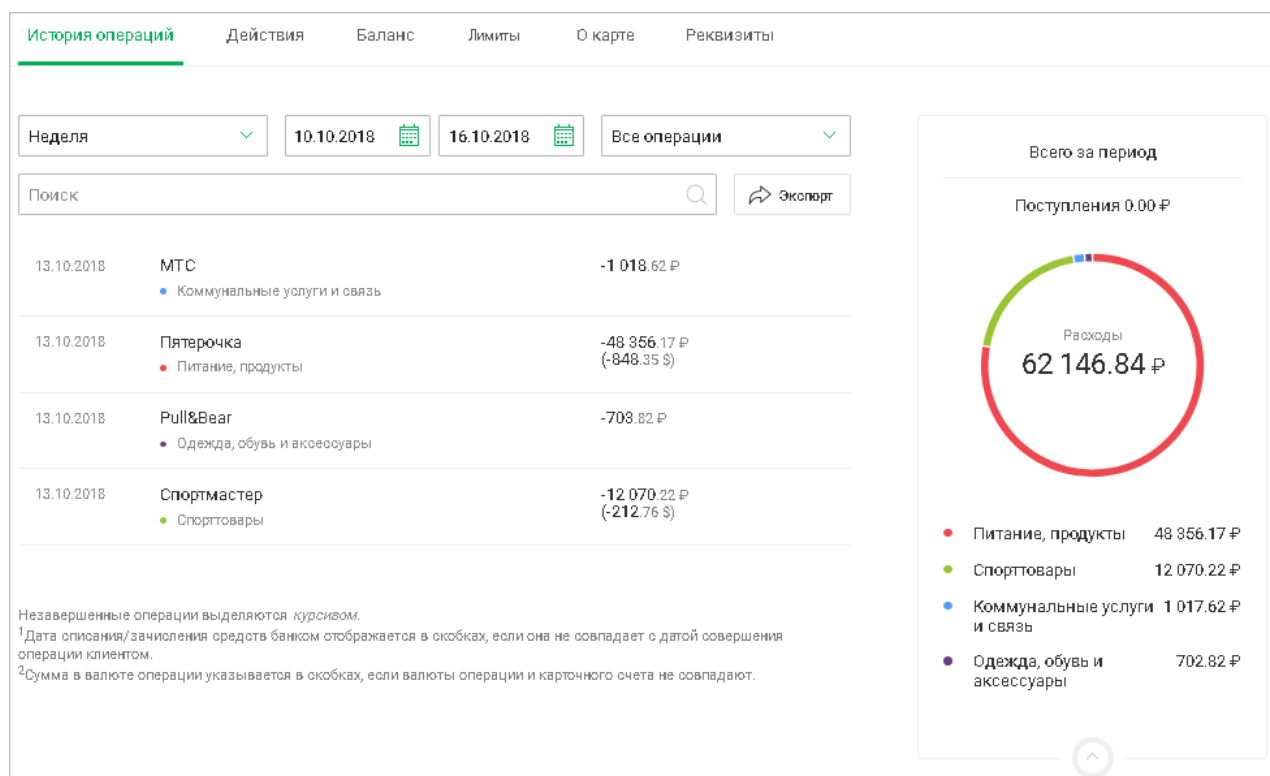 История операций Действия Баланс Лимиты О карте Реквизиты
Неделя 10.10.2018 16.10.2018 Все операции
Поиск Экспорт
13.10.2018 МТС -1 018.62 ₽
Коммунальные услуги и связь
13.10.2018 Пятерочка -48 356.17 ₽
(-848.35 $)
Питание, продукты
13.10.2018 Pull&Bear -703.82 ₽
Одежда, обувь и аксессуары
13.10.2018 Спортмастер -12 070.22 ₽
(-212.76 $)
Спорттовары
Незавершенные операции выделяются курсивом.
1Дата списания/зачисления средств банком отображается в скобках, если она не совпадает с датой совершения
операции клиентом.
2Сумма в валюте операции указывается в скобках, если валюты операции и карточного счета не совпадают.
Всего за период
Поступления 0.00 ₽
Расходы
62 146.84 ₽
Питание, продукты 48 356.17 ₽
Спорттовары 12 070.22 ₽
Коммунальные услуги 1 017.62 ₽
и связь
Одежда, обувь и 702.82 ₽
аксессуары